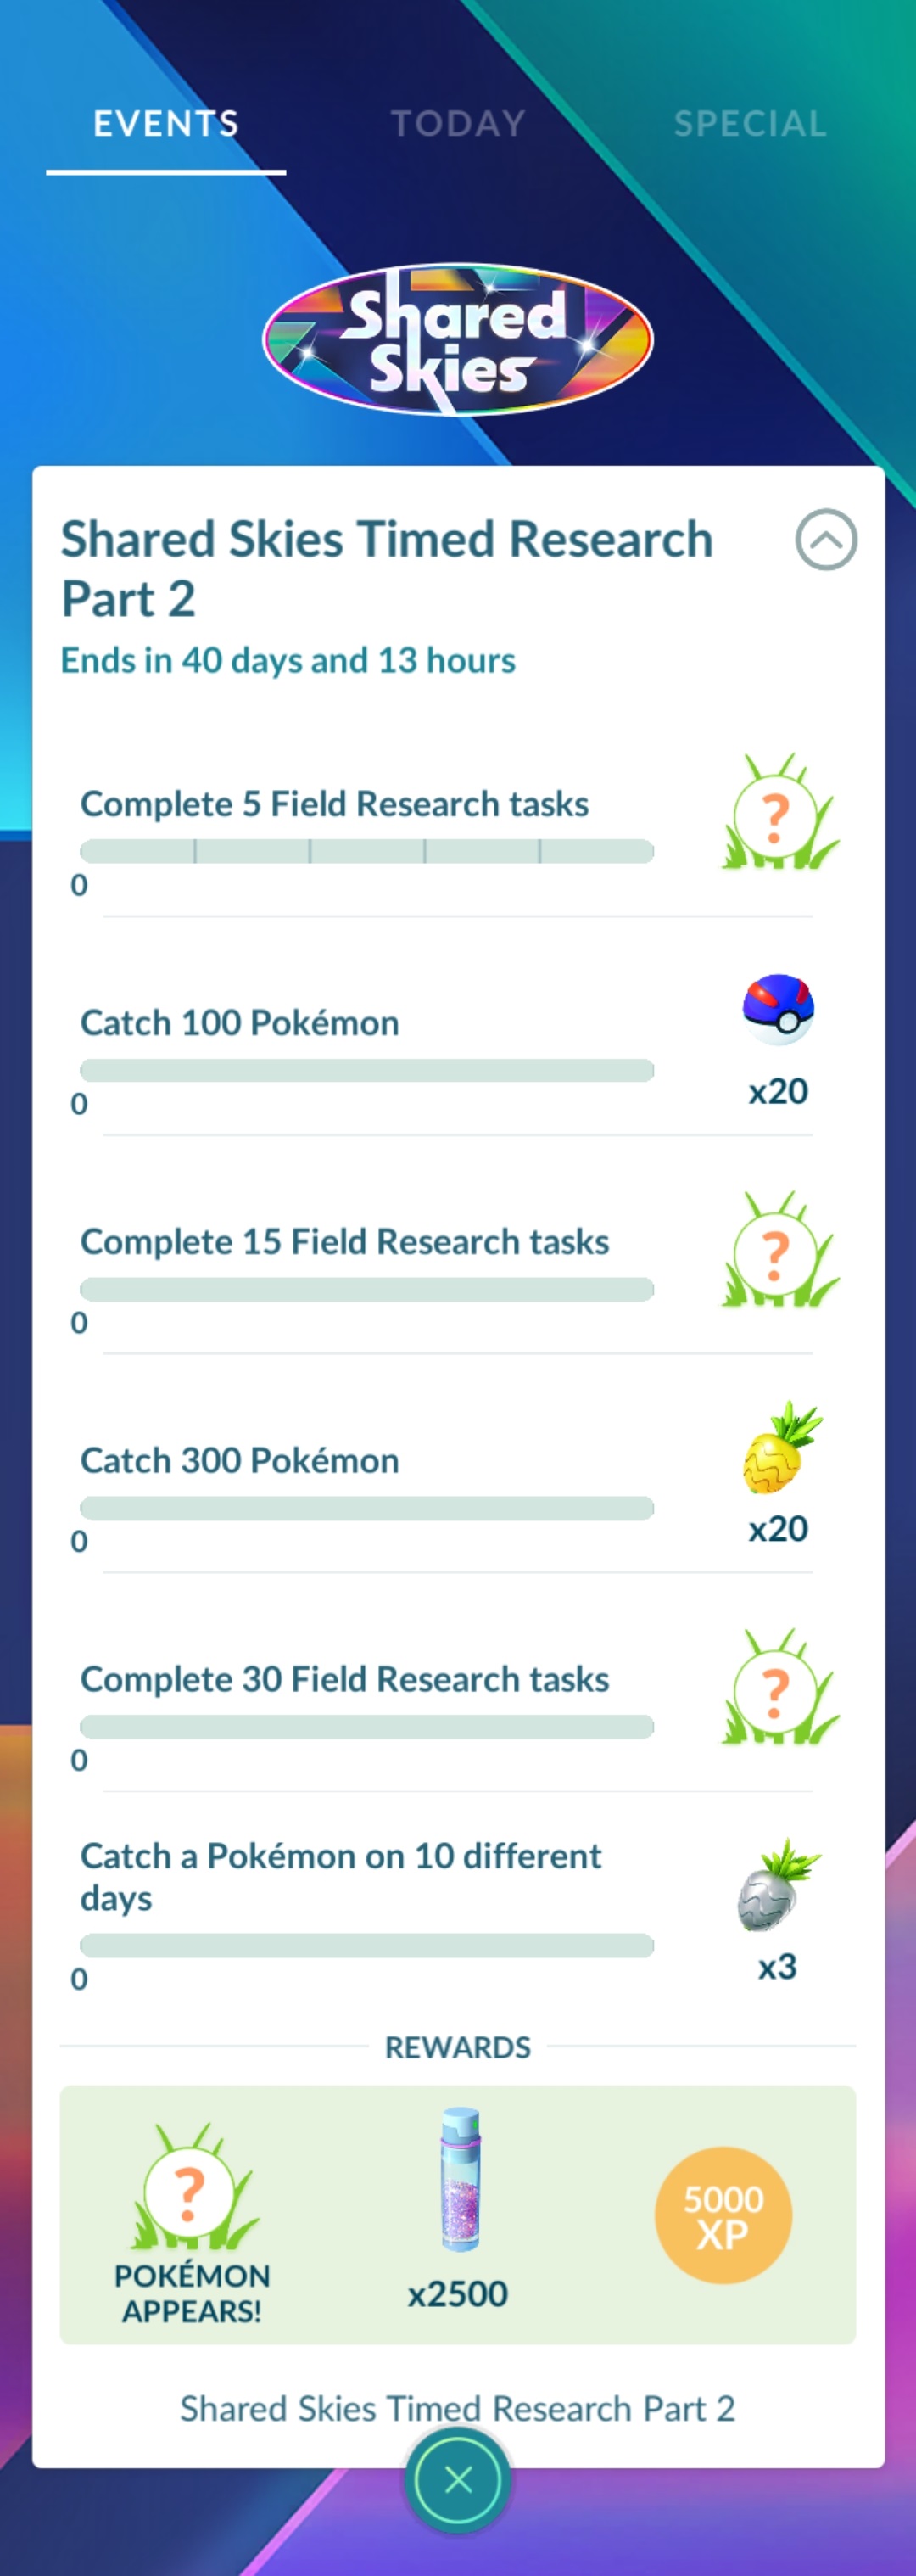 EVENTS TODAY SPECIAL
Shared
Skies
Shared Skies Timed Research
Part 2
Ends in 40 days and 13 hours
Complete 5 Field Research tasks
?
0
Catch 100 Pokémon
0
x20
Complete 15 Field Research tasks
?
0
Catch 300 Pokémon
0
x20
Complete 30 Field Research tasks
?
0
Catch a Pokémon on 10 different
days
0
x3
REWARDS
?
POKÉMON
APPEARS!
x2500
5000
XP
Shared Skies Timed Research Part 2